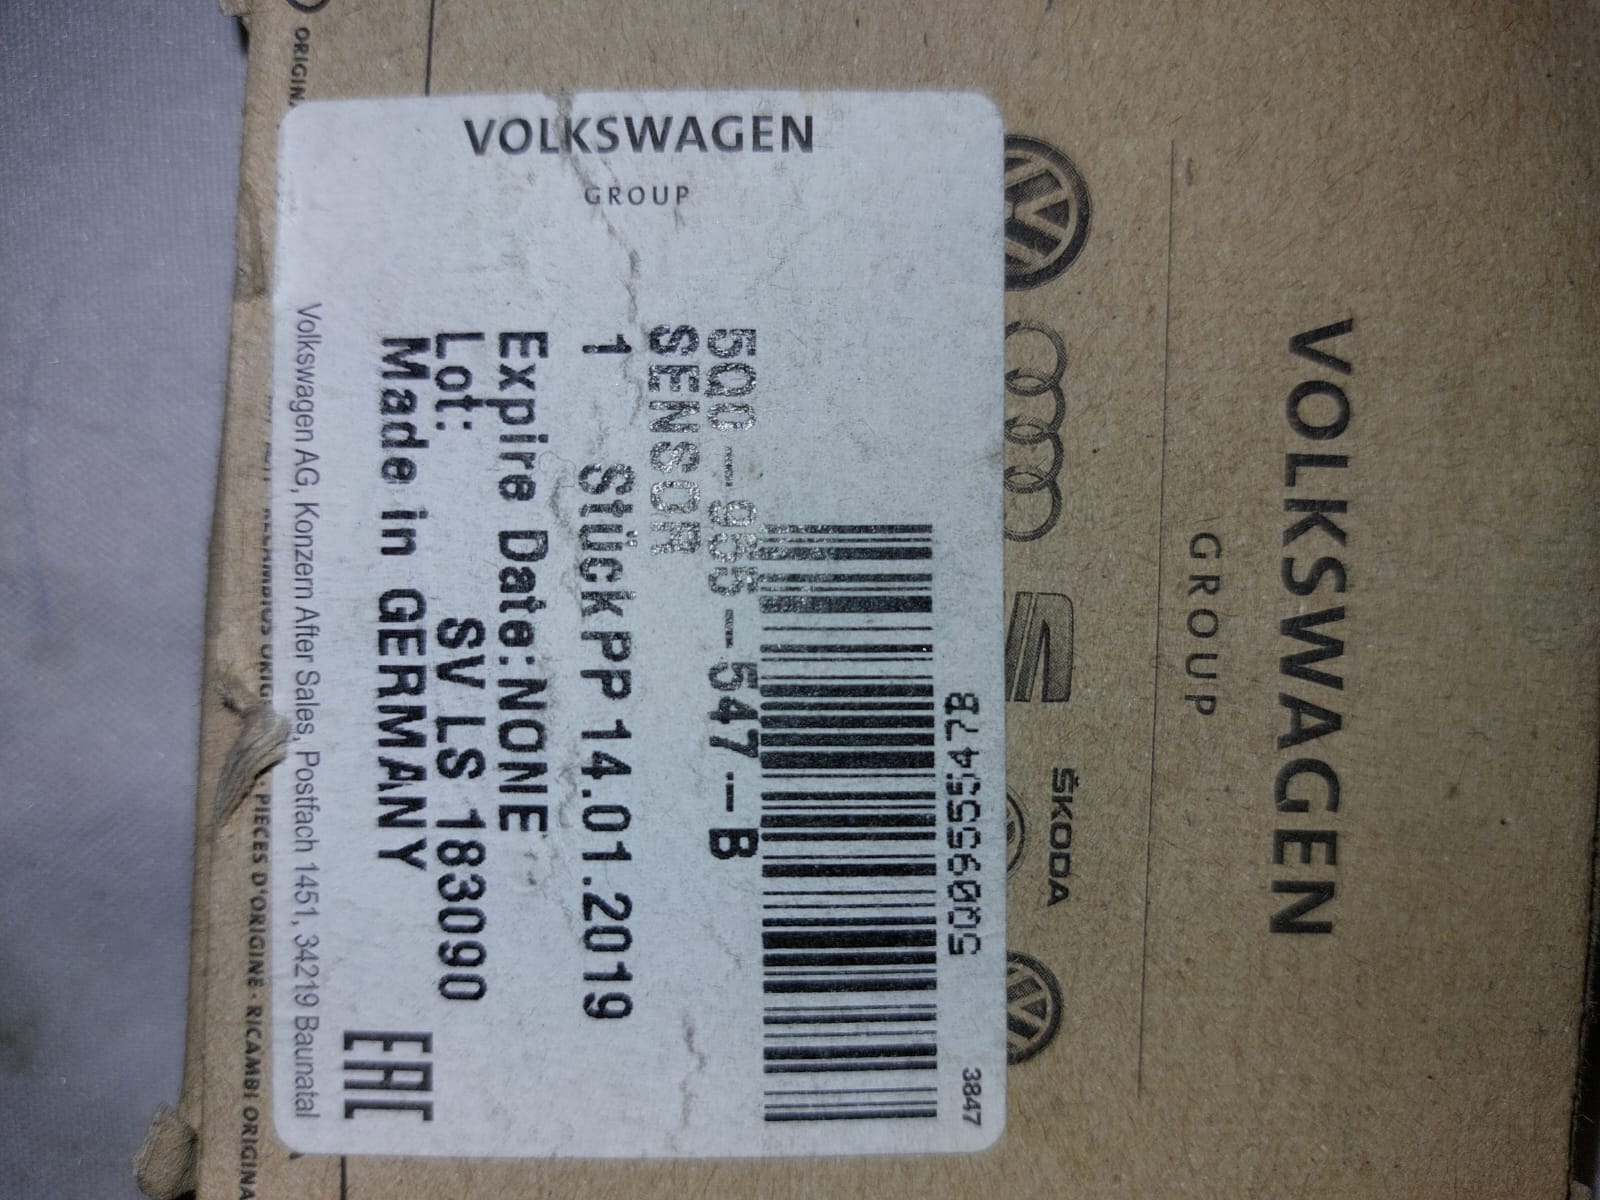 VOLKSWAGEN
GROUP
ŠKODA
VOLKSWAGEN
GROUP
3847
5Q0955547B
5Q0-955-547--B
SENSOR
1 Stück PP 14.01.2019
Expire Date:NONE
Lot: SV LS 183090
Made in GERMANY
EAC
Volkswagen AG, Konzern After Sales, Postfach 1451, 34219 Baunatal
PIECES D'ORIGINE · RICAMBI ORIGINA